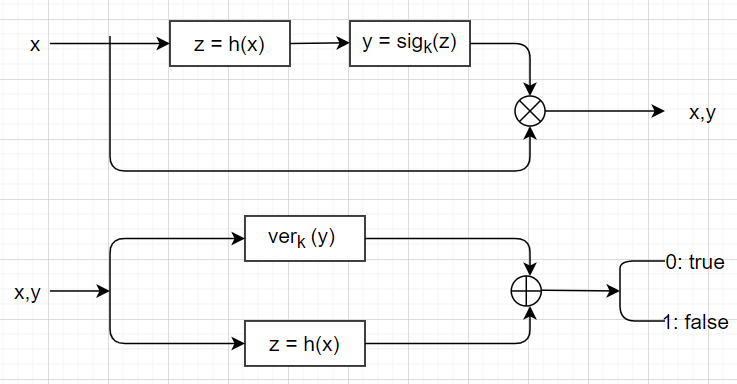 x
z = h(x)
y = sigk(z)
x,y
verk (y)
0: true
x,y
1: false
z = h(x)